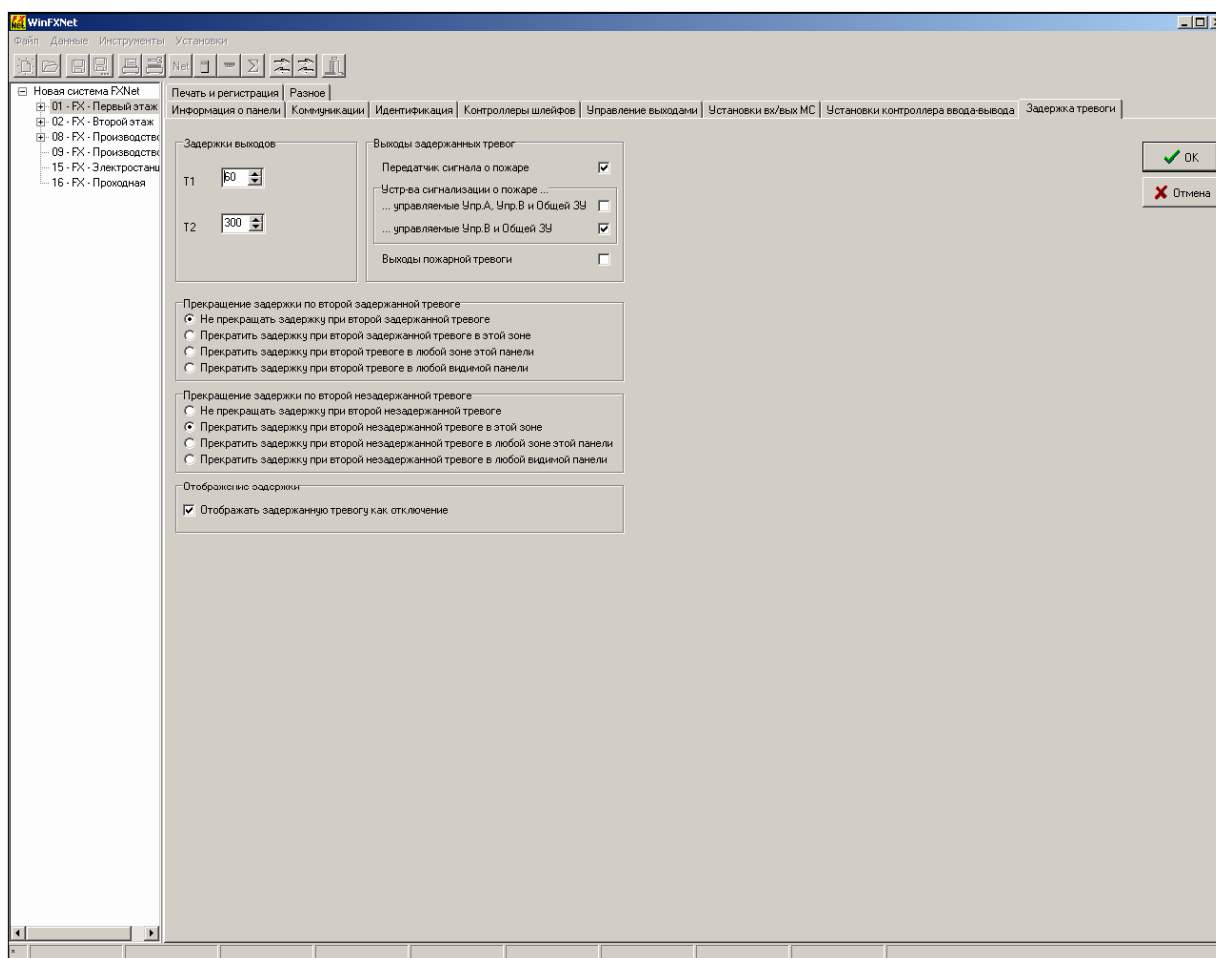 WinFXNet
Файл Данные Инструменты Установки
Net
Новая система FXNet
01 - FX - Первый этаж
02 - FX - Второй этаж
08 - FX - Производств
09 - FX - Производств
15 - FX - Электростан
16 - FX - Проходная
Печать и регистрация Разное
Информация о панели Коммуникации Идентификация Контроллеры шлейфов Управление выходами Установки вх/вых МС Установки контроллера ввода-вывода Задержка тревоги
Задержки выходов
T1 60
T2 300
Выходы задержанных тревог
Передатчик сигнала о пожаре
Устр-ва сигнализации о пожаре ...
... управляемые Упр.А, Упр.В и Общей ЗУ
... управляемые Упр.В и Общей ЗУ
Выходы пожарной тревоги
OK
Отмена
Прекращение задержки по второй задержанной тревоге
Не прекращать задержку при второй задержанной тревоге
Прекратить задержку при второй задержанной тревоге в этой зоне
Прекратить задержку при второй тревоге в любой зоне этой панели
Прекратить задержку при второй тревоге в любой видимой панели
Прекращение задержки по второй незадержанной тревоге
Не прекращать задержку при второй незадержанной тревоге
Прекратить задержку при второй незадержанной тревоге в этой зоне
Прекратить задержку при второй незадержанной тревоге в любой зоне этой панели
Прекратить задержку при второй незадержанной тревоге в любой видимой панели
Отображение задержки
Отображать задержанную тревогу как отключение